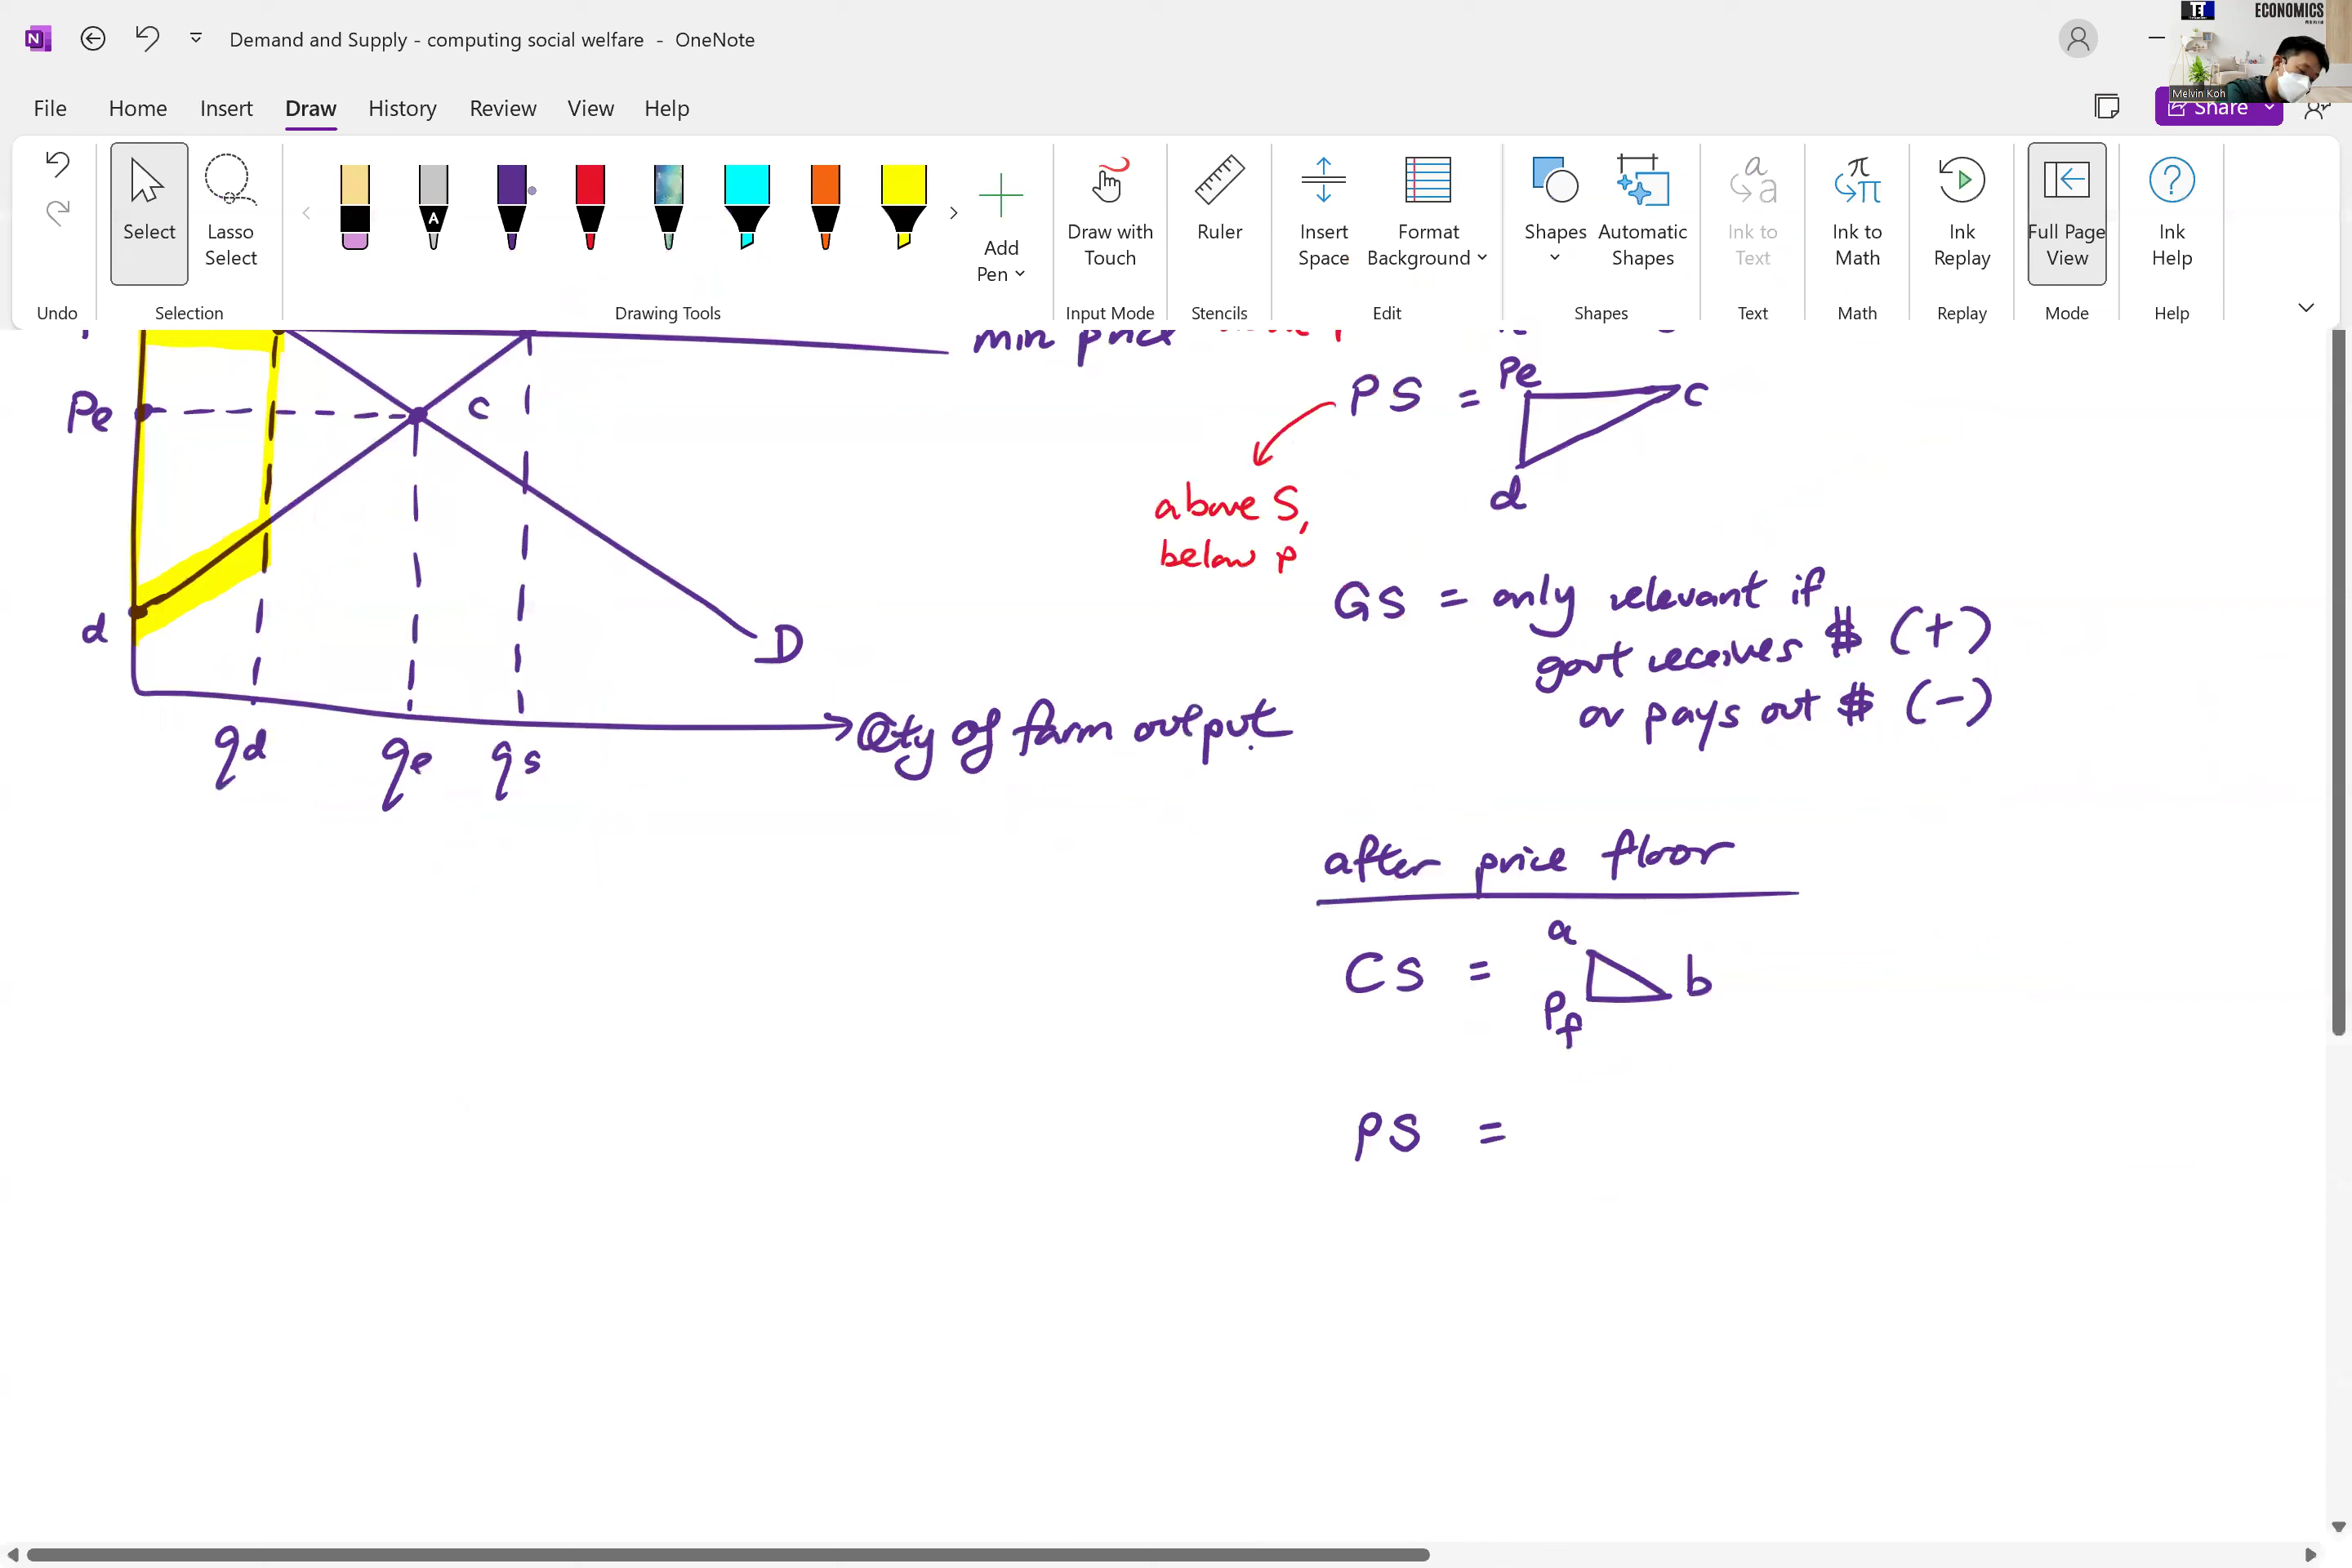 Demand and Supply - computing social welfare - OneNote
ECONOMICS
Melvin Koh
File Home Insert Draw History Review View Help
Share
Select
Lasso Select
A
Add Pen
Draw with Touch
Ruler
Insert Space
Format Background
Shapes
Automatic Shapes
Ink to Text
Ink to Math
Ink Replay
Full Page View
Ink Help
Undo
Selection
Drawing Tools
Input Mode
Stencils
Edit
Shapes
Text
Math
Replay
Mode
Help
min price
Pe
c
d
D
qd
qe
qs
Qty of farm output
PS =
Pe
c
d
above S,
below P
GS = only relevant if
govt receives $ (+)
or pays out $ (-)
after price floor
CS =
a
b
Pf
PS =